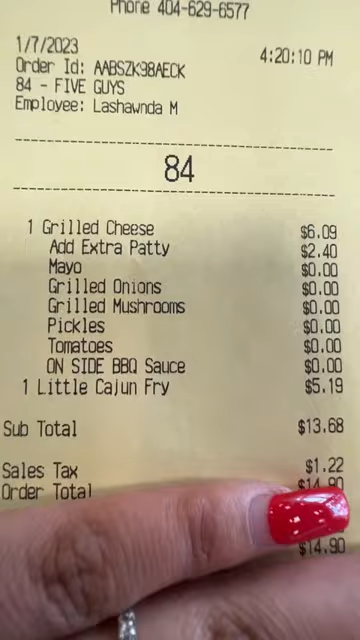 Phone 404-629-6577
1/7/2023 4:20:10 PM
Order Id: AABSZK98AECK
84 - FIVE GUYS
Employee: Lashawnda M
84
1 Grilled Cheese $6.09
Add Extra Patty $2.40
Mayo $0.00
Grilled Onions $0.00
Grilled Mushrooms $0.00
Pickles $0.00
Tomatoes $0.00
ON SIDE BBQ Sauce $0.00
1 Little Cajun Fry $5.19
Sub Total $13.68
Sales Tax $1.22
Order Total $14.90
$14.90